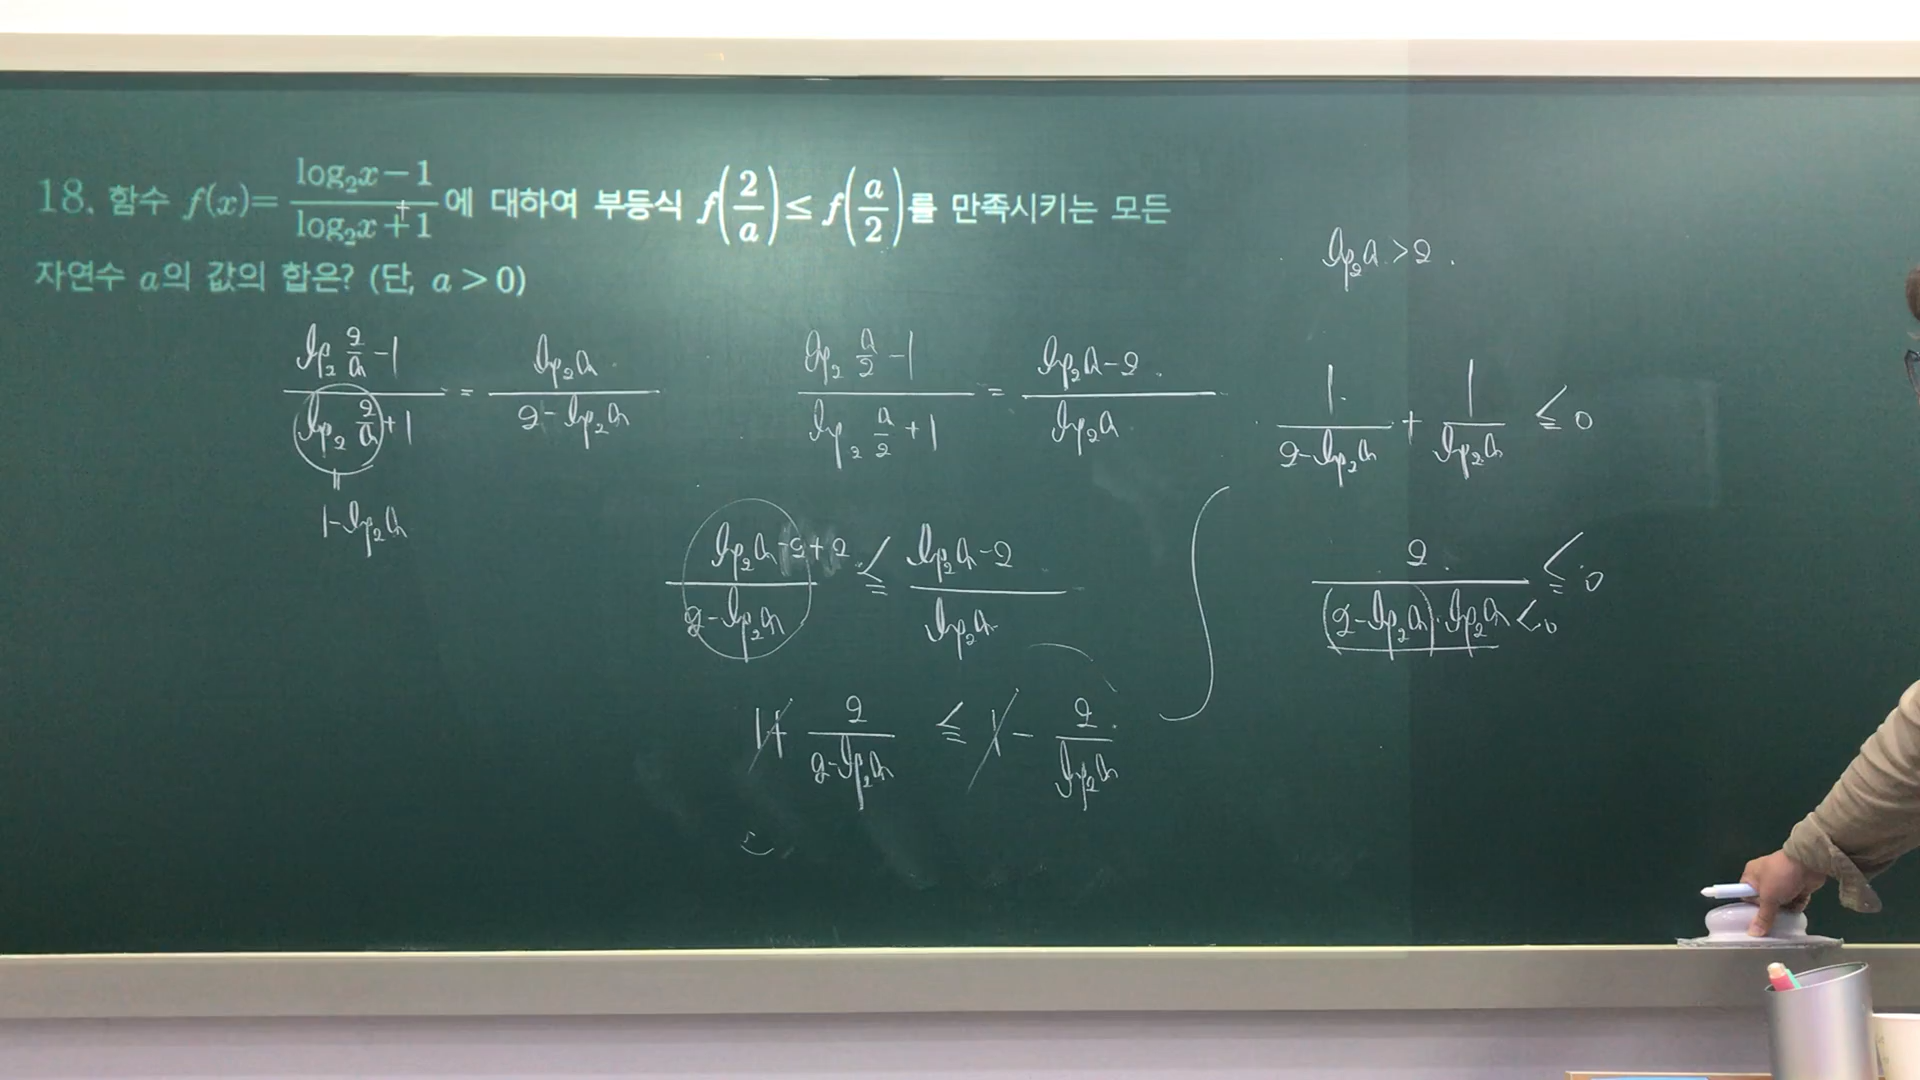 18. 함수 f(x)= (log₂x−1)/(log₂x+1) 에 대하여 부등식 f(2/a) ≤ f(a/2)를 만족시키는 모든
자연수 a의 값의 합은? (단, a > 0)
log₂a > 2.
(log₂ 2/a −1)/(log₂ 2/a +1) = (log₂a)/(2−log₂a)
1−log₂a
(log₂ a/2 −1)/(log₂ a/2 +1) = (log₂a−2)/(log₂a)
(log₂a−2+2)/(2−log₂a) ≦ (log₂a−2)/(log₂a)
1+ 2/(2−log₂a) ≦ 1− 2/(log₂a)
1/(2−log₂a) + 1/(log₂a) ≦ 0
2/((2−log₂a)·log₂a) ≦ 0
< 0